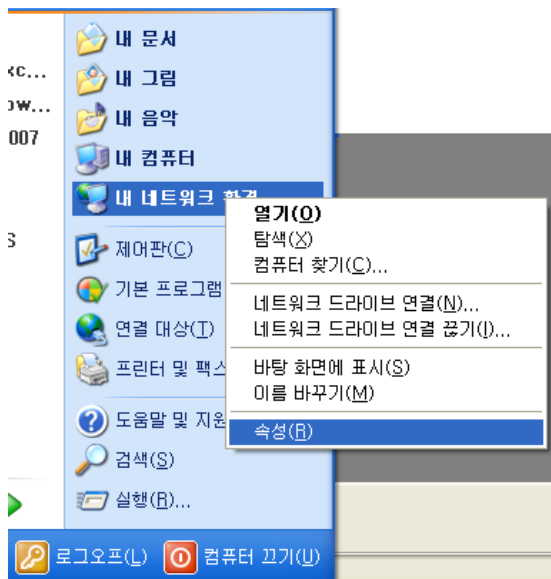 내 문서
xc...
내 그림
ow...
내 음악
007
내 컴퓨터
내 네트워크 환경
열기(O)
탐색(X)
컴퓨터 찾기(C)...
네트워크 드라이브 연결(N)...
네트워크 드라이브 연결 끊기(I)...
바탕 화면에 표시(S)
이름 바꾸기(M)
속성(R)
S
제어판(C)
기본 프로그램
연결 대상(T)
프린터 및 팩스
도움말 및 지원
검색(S)
실행(R)...
로그오프(L)
컴퓨터 끄기(U)